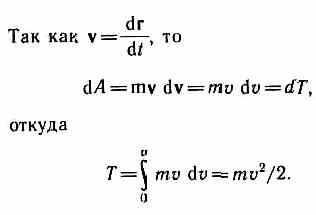 Так как v = dr/dt, то
dA = mv dv = mv dv = dT,
откуда
T = ∫₀ᵛ mv dv = mv²/2.